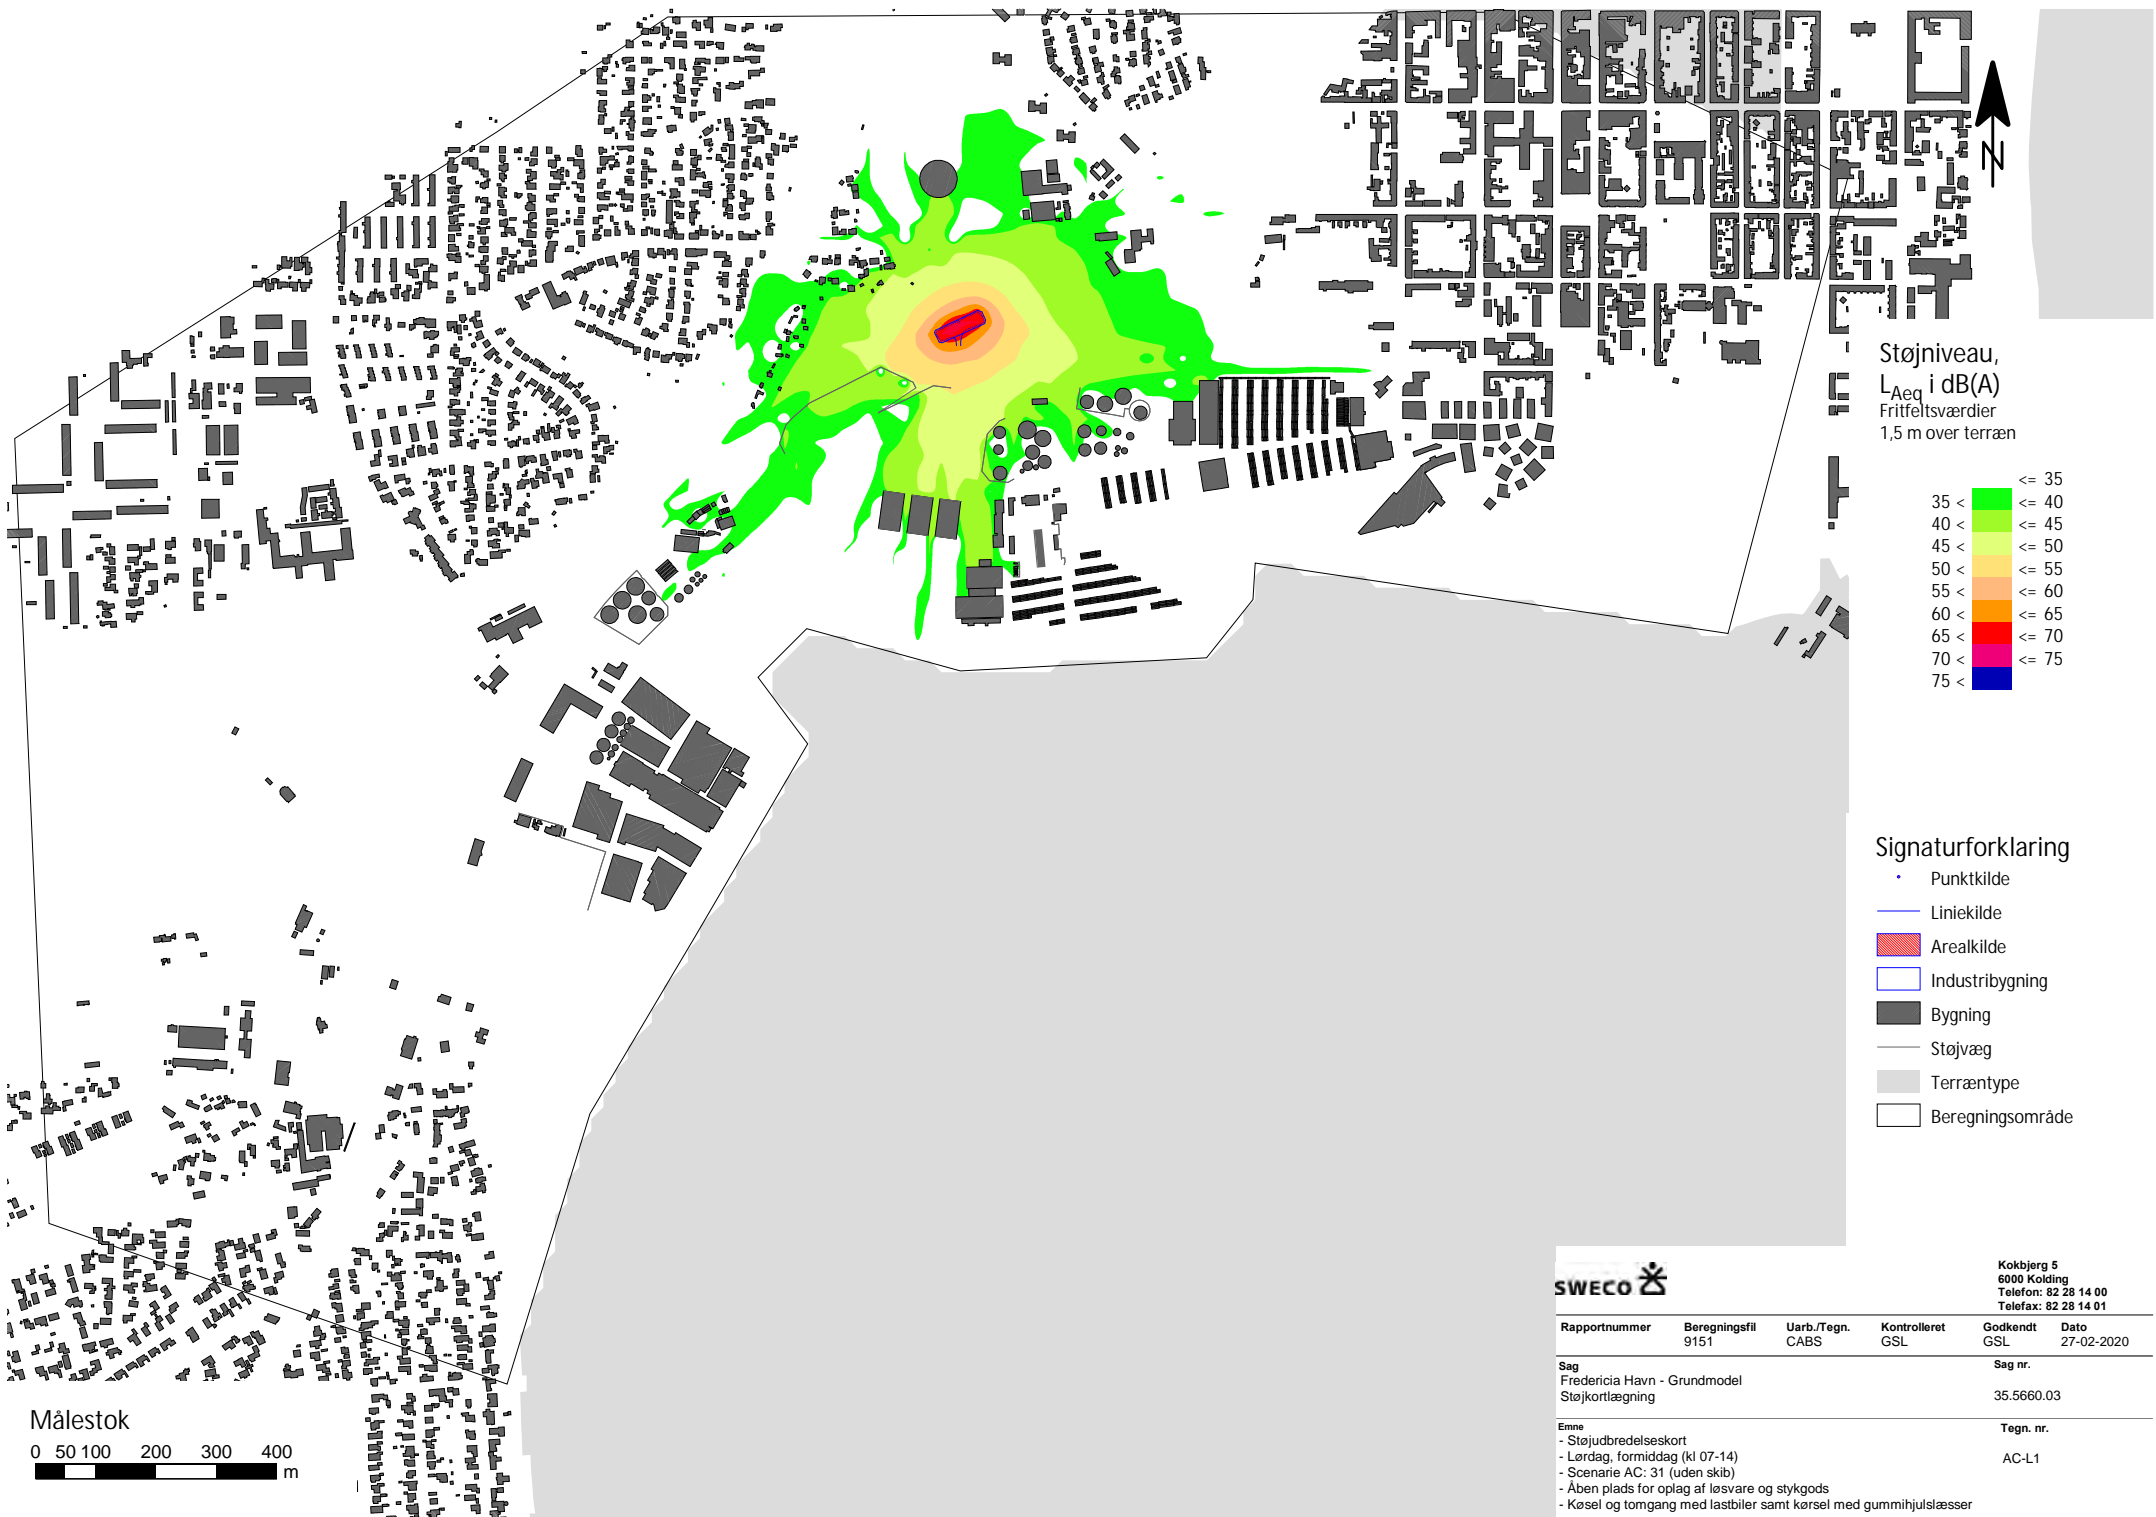 N
Støjniveau,
LAeq i dB(A)
Fritfeltsværdier
1,5 m over terræn
<= 35
35 < <= 40
40 < <= 45
45 < <= 50
50 < <= 55
55 < <= 60
60 < <= 65
65 < <= 70
70 < <= 75
75 <
Signaturforklaring
Punktkilde
Liniekilde
Arealkilde
Industribygning
Bygning
Støjvæg
Terræntype
Beregningsområde
Målestok
0 50 100 200 300 400
m
SWECO
Kokbjerg 5
6000 Kolding
Telefon: 82 28 14 00
Telefax: 82 28 14 01
Rapportnummer Beregningsfil Uarb./Tegn. Kontrolleret Godkendt Dato
9151 CABS GSL GSL 27-02-2020
Sag Sag nr.
Fredericia Havn - Grundmodel
Støjkortlægning 35.5660.03
Emne Tegn. nr.
- Støjudbredelseskort
- Lørdag, formiddag (kl 07-14) AC-L1
- Scenarie AC: 31 (uden skib)
- Åben plads for oplag af løsvare og stykgods
- Køsel og tomgang med lastbiler samt kørsel med gummihjulslæsser